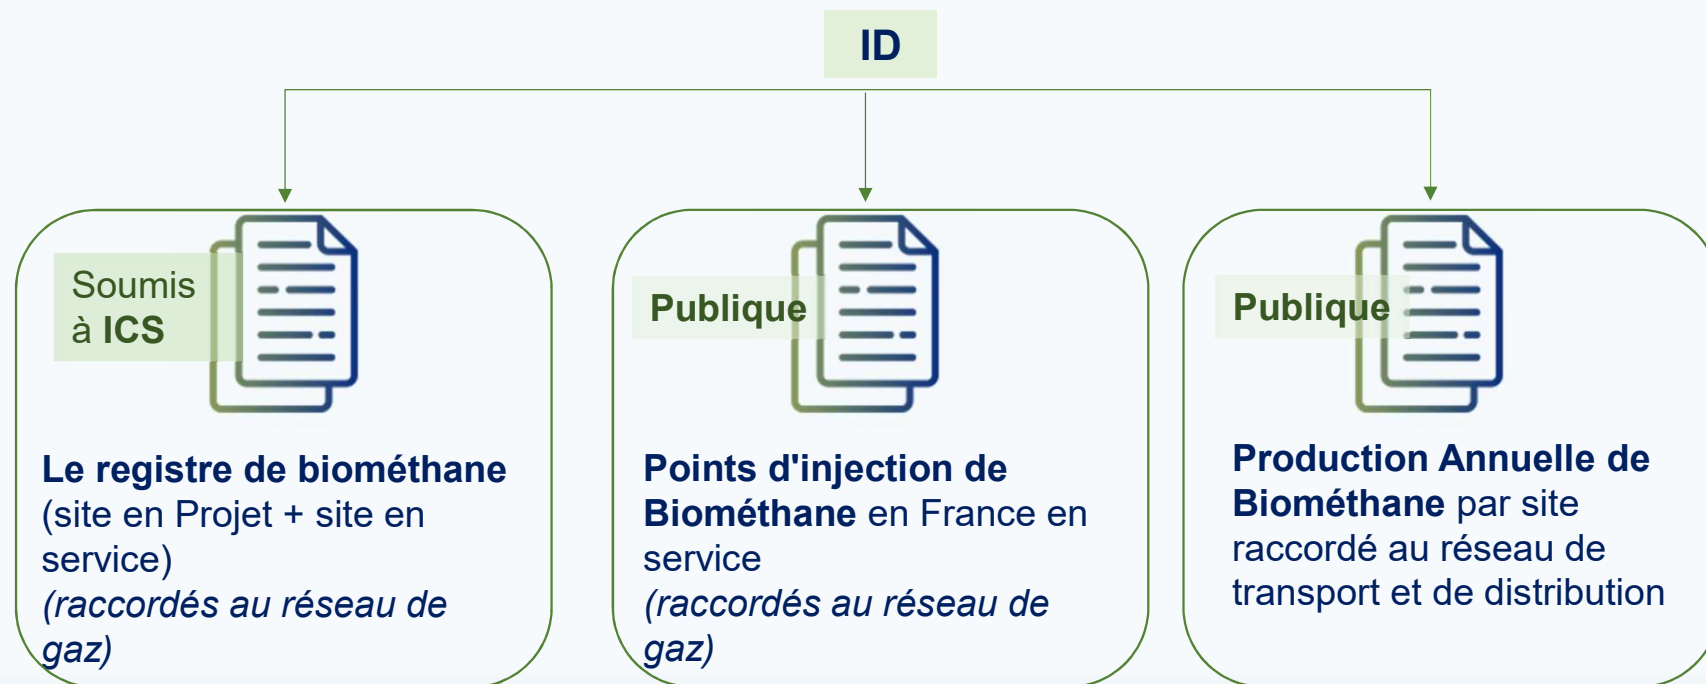 ID
Soumis
à ICS
Le registre de biométhane
(site en Projet + site en
service)
(raccordés au réseau de
gaz)
Publique
Points d'injection de
Biométhane en France en
service
(raccordés au réseau de
gaz)
Publique
Production Annuelle de
Biométhane par site
raccordé au réseau de
transport et de distribution